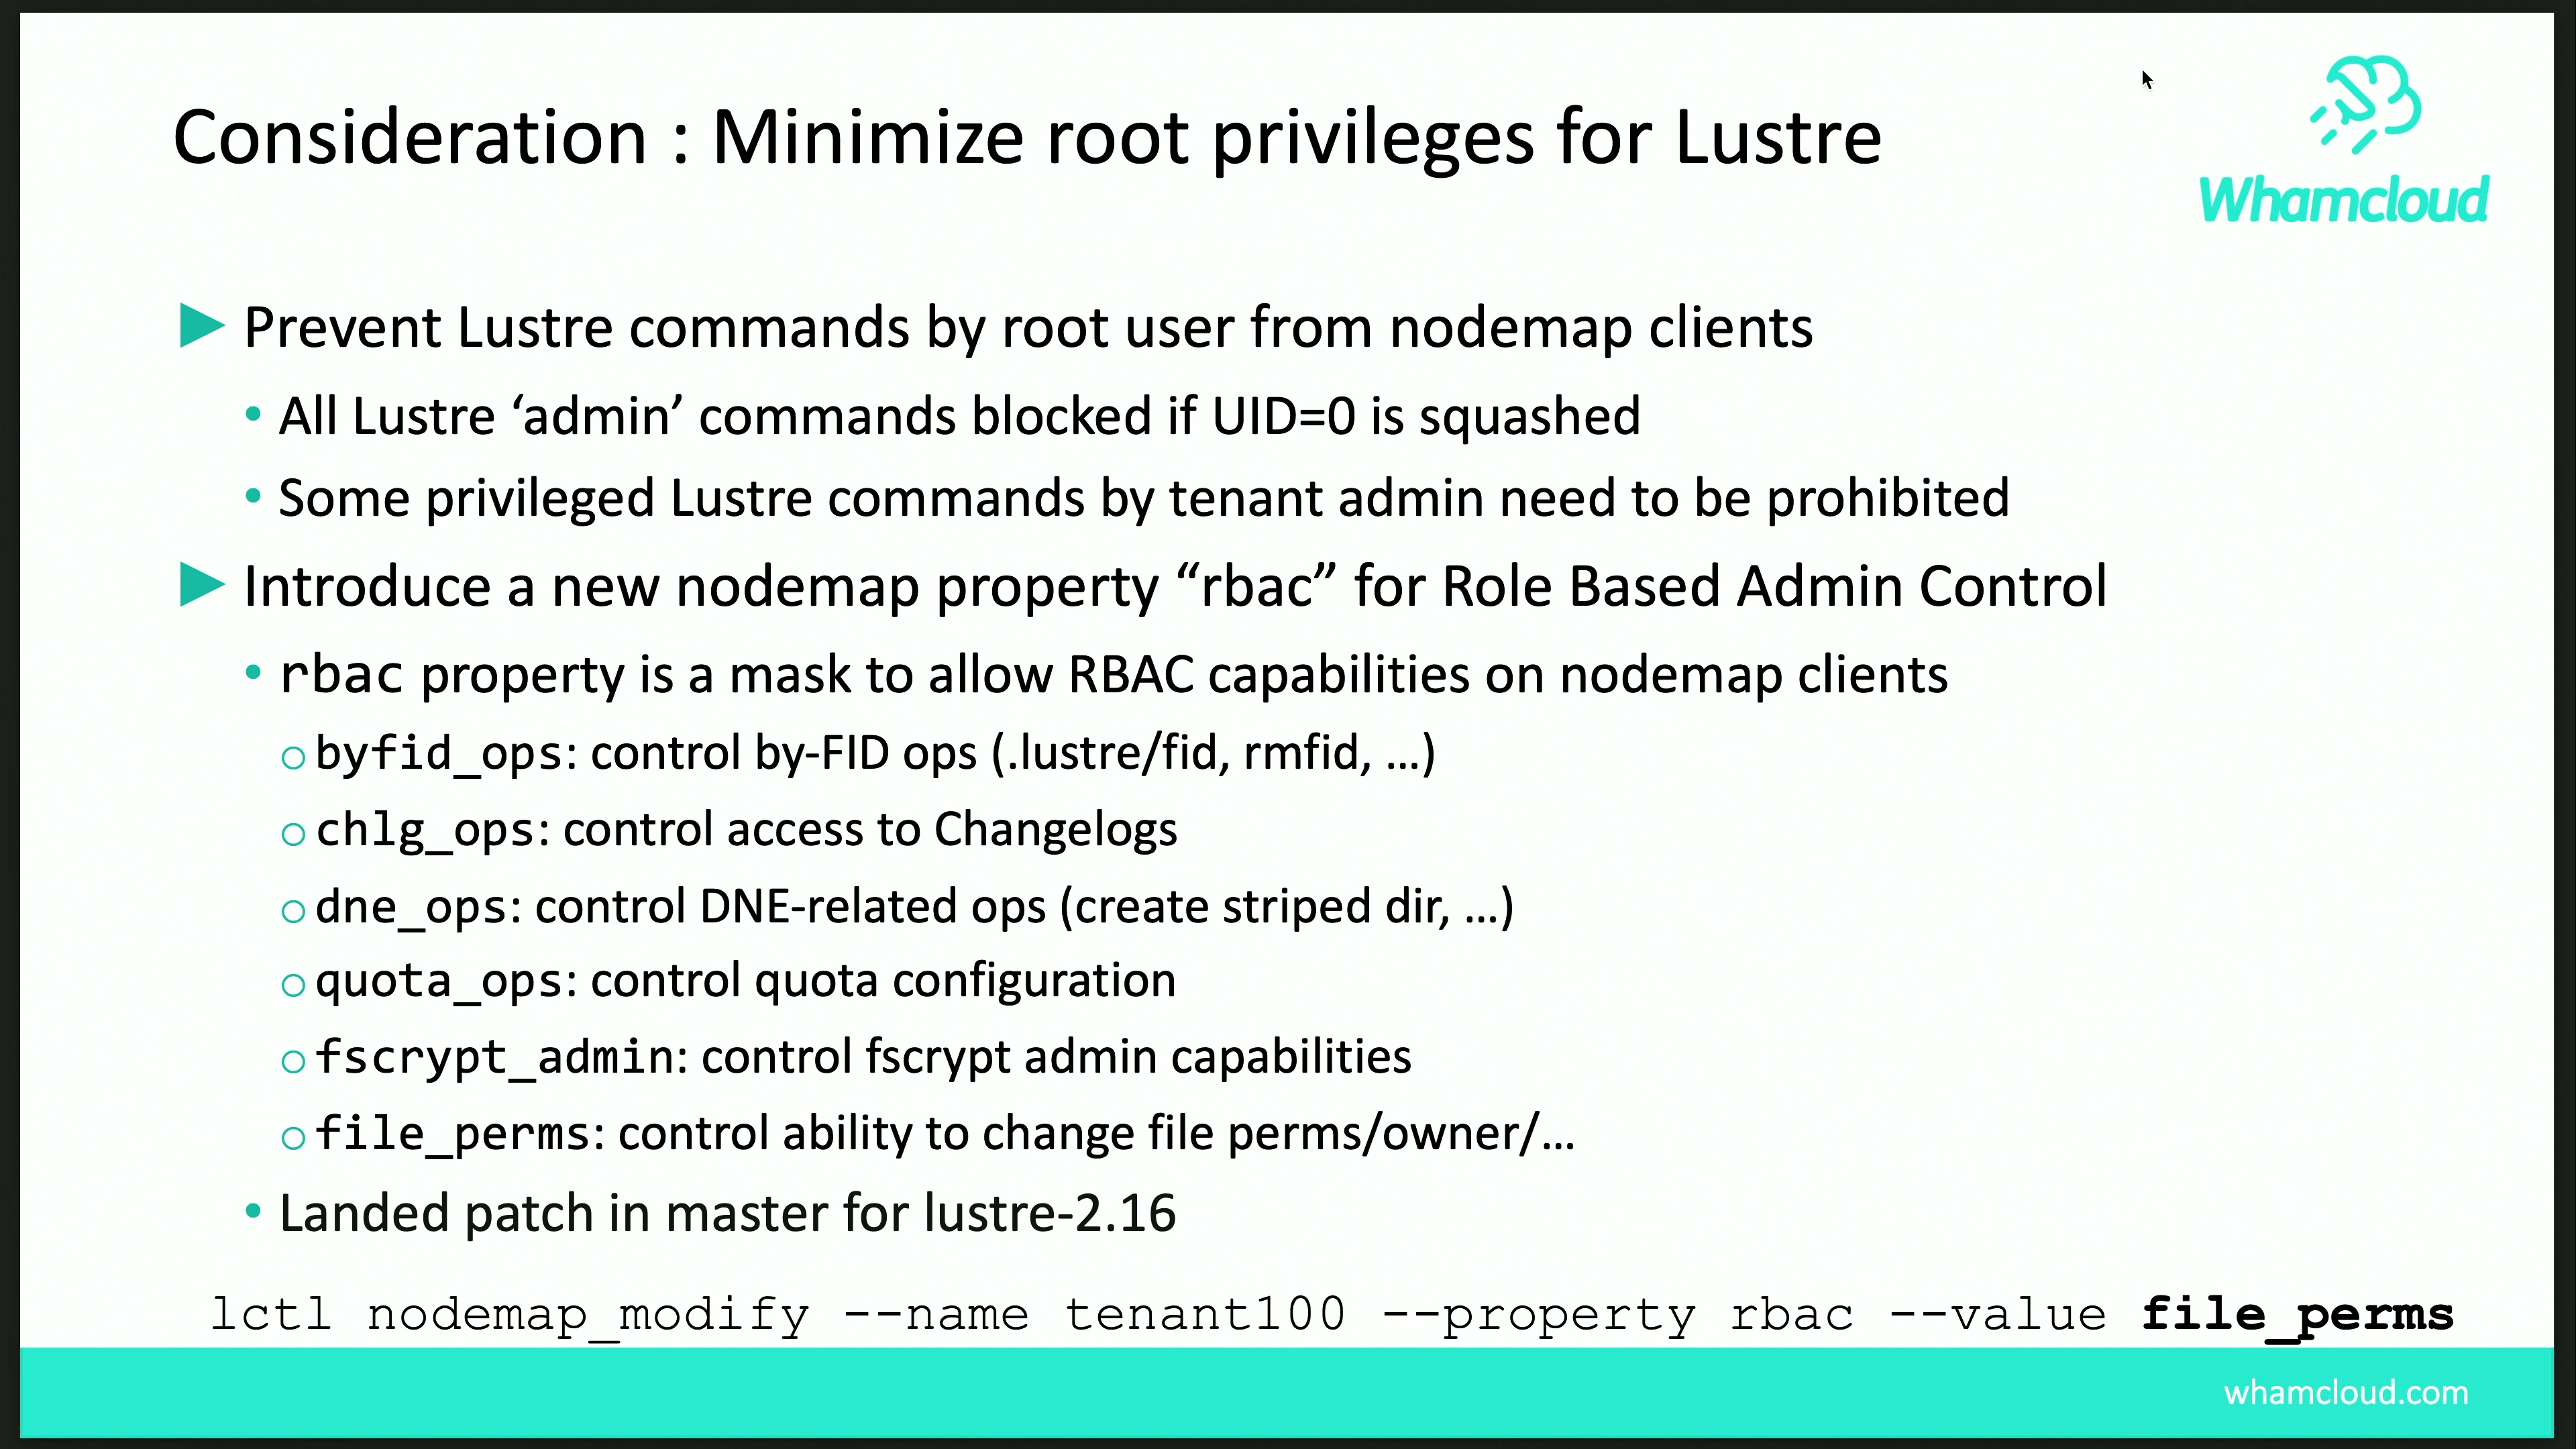 Consideration : Minimize root privileges for Lustre
Whamcloud
Prevent Lustre commands by root user from nodemap clients
• All Lustre ‘admin’ commands blocked if UID=0 is squashed
• Some privileged Lustre commands by tenant admin need to be prohibited
Introduce a new nodemap property “rbac” for Role Based Admin Control
• rbac property is a mask to allow RBAC capabilities on nodemap clients
○ byfid_ops: control by-FID ops (.lustre/fid, rmfid, …)
○ chlg_ops: control access to Changelogs
○ dne_ops: control DNE-related ops (create striped dir, …)
○ quota_ops: control quota configuration
○ fscrypt_admin: control fscrypt admin capabilities
○ file_perms: control ability to change file perms/owner/…
• Landed patch in master for lustre-2.16
lctl nodemap_modify --name tenant100 --property rbac --value file_perms
whamcloud.com